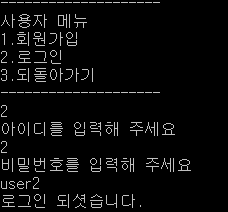 --------------------
사용자 메뉴
1.회원가입
2.로그인
3.되돌아가기
--------------------
2
아이디를 입력해 주세요
2
비밀번호를 입력해 주세요
user2
로그인 되셧습니다.